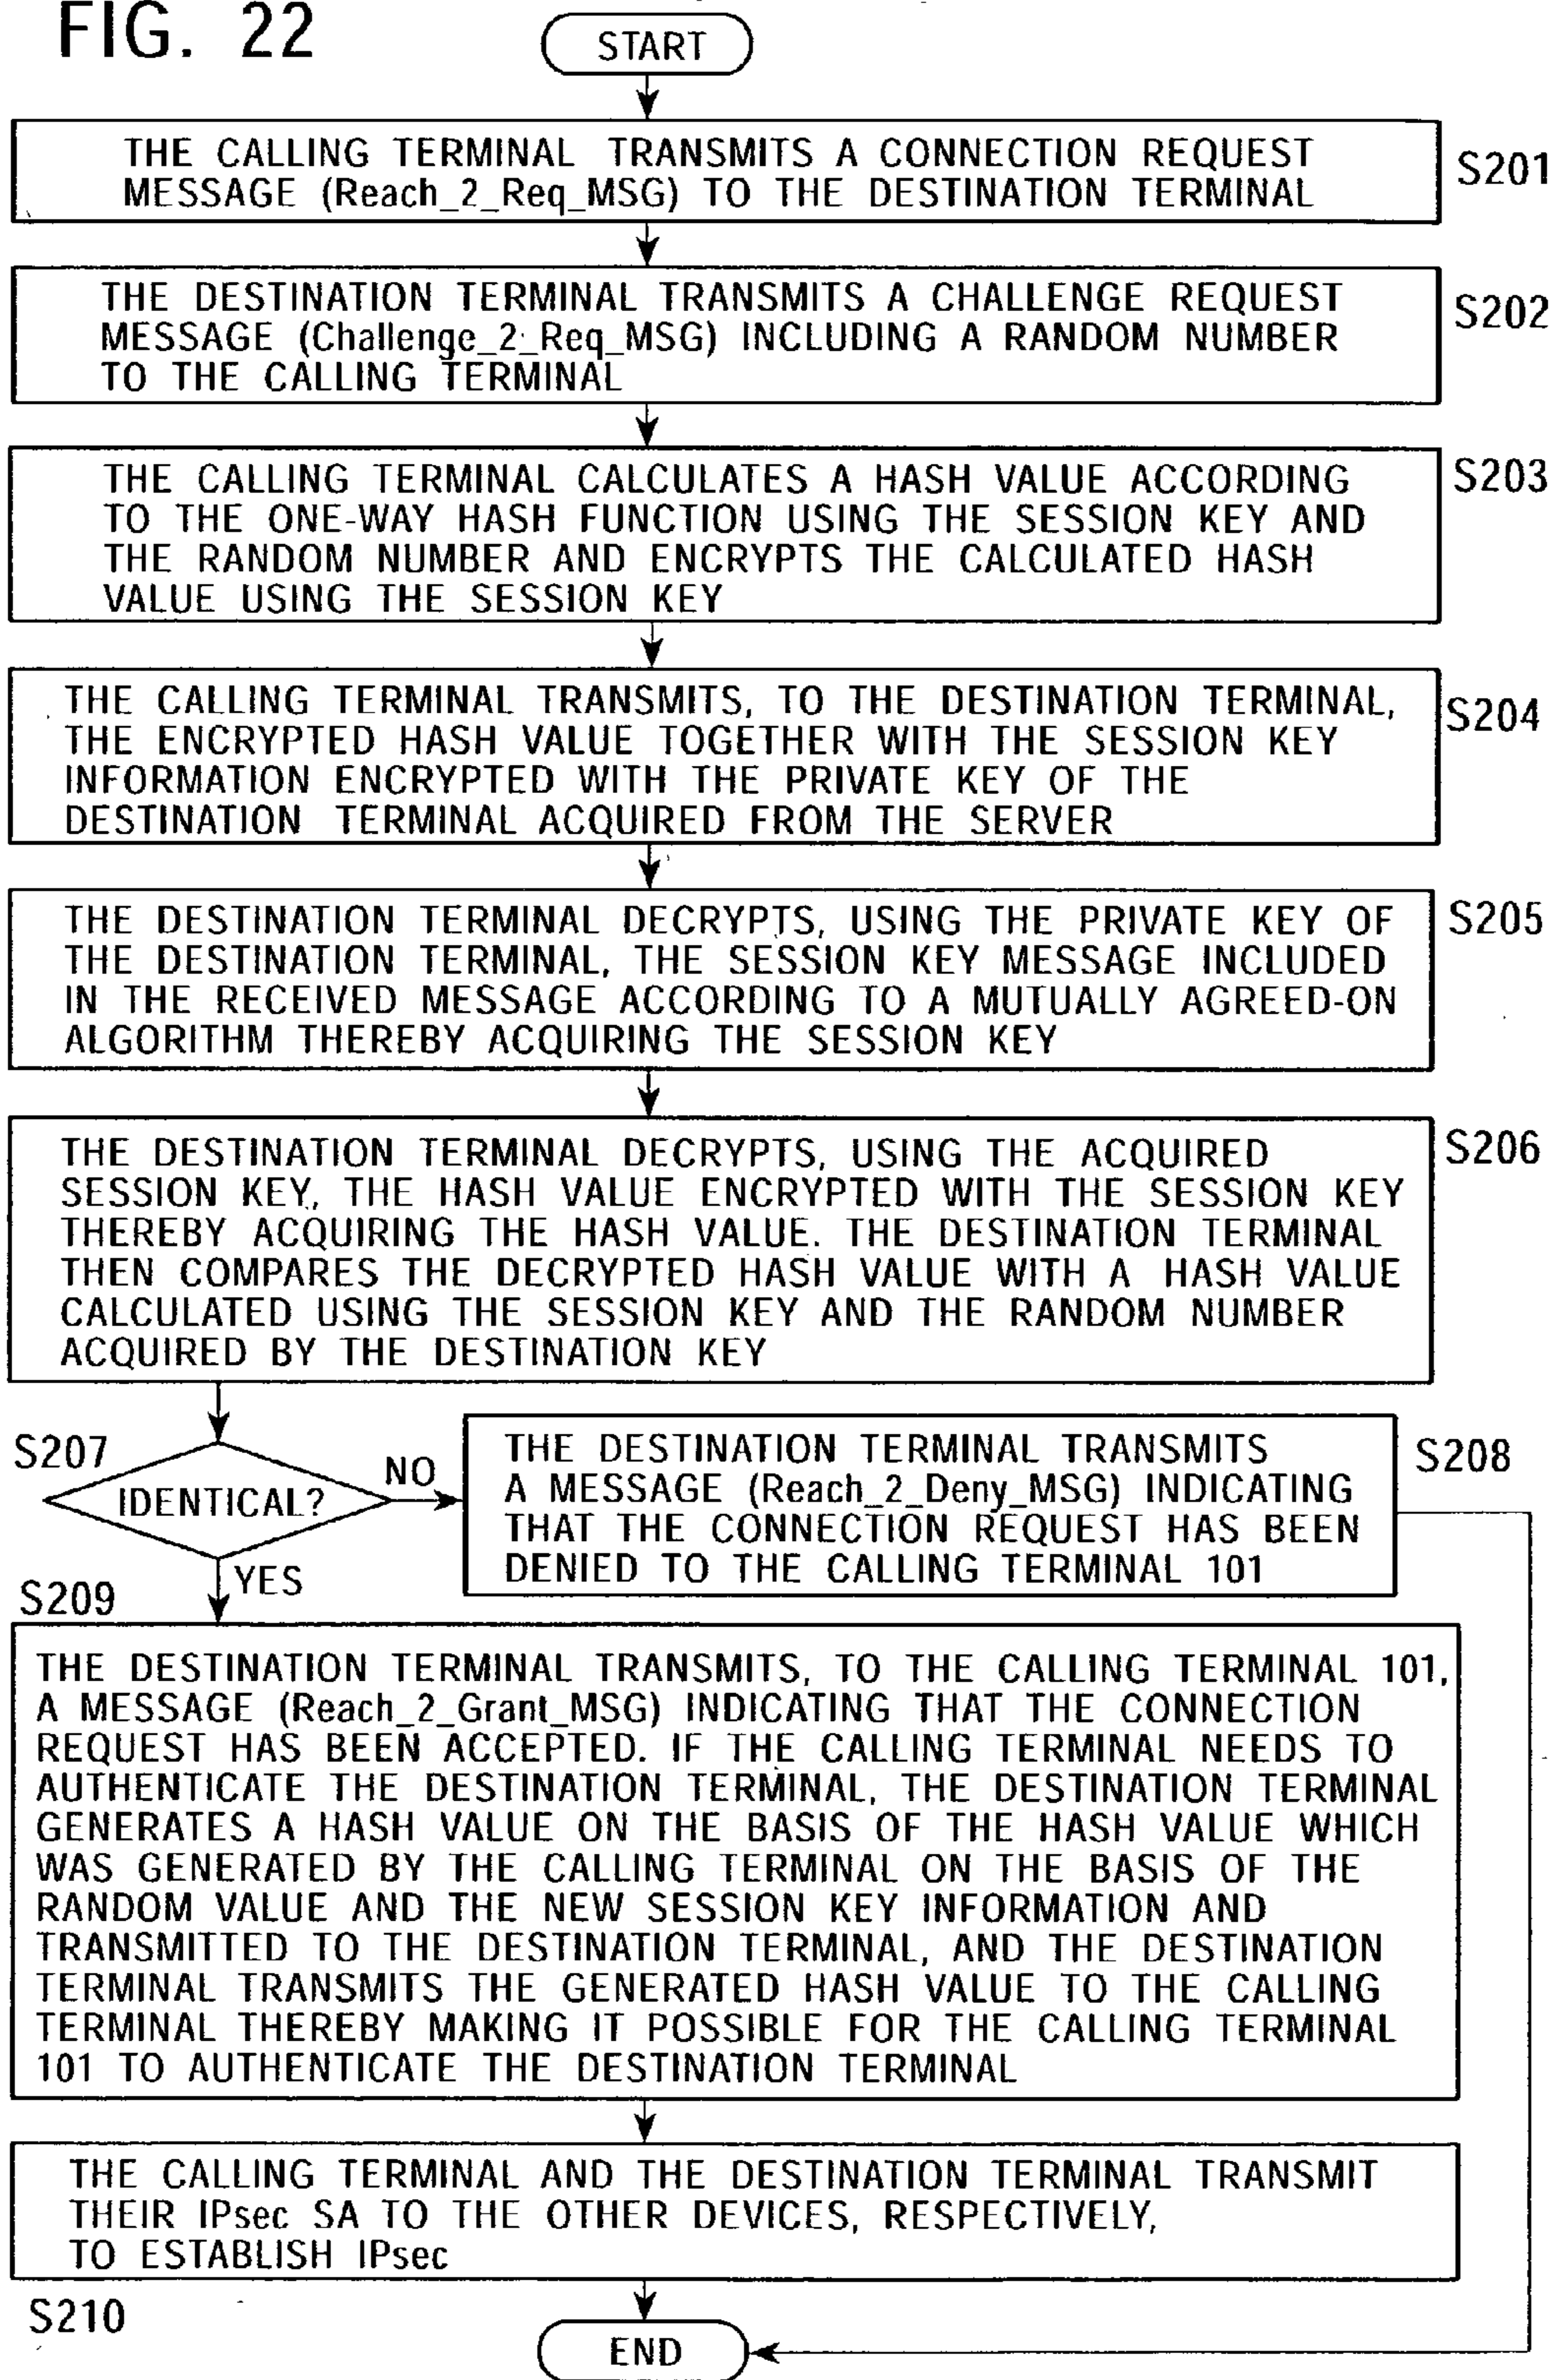 FIG. 22
START
THE CALLING TERMINAL TRANSMITS A CONNECTION REQUEST
MESSAGE (Reach_2_Req_MSG) TO THE DESTINATION TERMINAL
S201
THE DESTINATION TERMINAL TRANSMITS A CHALLENGE REQUEST
MESSAGE (Challenge_2_Req_MSG) INCLUDING A RANDOM NUMBER
TO THE CALLING TERMINAL
S202
THE CALLING TERMINAL CALCULATES A HASH VALUE ACCORDING
TO THE ONE-WAY HASH FUNCTION USING THE SESSION KEY AND
THE RANDOM NUMBER AND ENCRYPTS THE CALCULATED HASH
VALUE USING THE SESSION KEY
S203
THE CALLING TERMINAL TRANSMITS, TO THE DESTINATION TERMINAL,
THE ENCRYPTED HASH VALUE TOGETHER WITH THE SESSION KEY
INFORMATION ENCRYPTED WITH THE PRIVATE KEY OF THE
DESTINATION TERMINAL ACQUIRED FROM THE SERVER
S204
THE DESTINATION TERMINAL DECRYPTS, USING THE PRIVATE KEY OF
THE DESTINATION TERMINAL, THE SESSION KEY MESSAGE INCLUDED
IN THE RECEIVED MESSAGE ACCORDING TO A MUTUALLY AGREED-ON
ALGORITHM THEREBY ACQUIRING THE SESSION KEY
S205
THE DESTINATION TERMINAL DECRYPTS, USING THE ACQUIRED
SESSION KEY, THE HASH VALUE ENCRYPTED WITH THE SESSION KEY
THEREBY ACQUIRING THE HASH VALUE. THE DESTINATION TERMINAL
THEN COMPARES THE DECRYPTED HASH VALUE WITH A HASH VALUE
CALCULATED USING THE SESSION KEY AND THE RANDOM NUMBER
ACQUIRED BY THE DESTINATION KEY
S206
S207
IDENTICAL?
NO
YES
THE DESTINATION TERMINAL TRANSMITS
A MESSAGE (Reach_2_Deny_MSG) INDICATING
THAT THE CONNECTION REQUEST HAS BEEN
DENIED TO THE CALLING TERMINAL 101
S208
S209
THE DESTINATION TERMINAL TRANSMITS, TO THE CALLING TERMINAL 101,
A MESSAGE (Reach_2_Grant_MSG) INDICATING THAT THE CONNECTION
REQUEST HAS BEEN ACCEPTED. IF THE CALLING TERMINAL NEEDS TO
AUTHENTICATE THE DESTINATION TERMINAL, THE DESTINATION TERMINAL
GENERATES A HASH VALUE ON THE BASIS OF THE HASH VALUE WHICH
WAS GENERATED BY THE CALLING TERMINAL ON THE BASIS OF THE
RANDOM VALUE AND THE NEW SESSION KEY INFORMATION AND
TRANSMITTED TO THE DESTINATION TERMINAL, AND THE DESTINATION
TERMINAL TRANSMITS THE GENERATED HASH VALUE TO THE CALLING
TERMINAL THEREBY MAKING IT POSSIBLE FOR THE CALLING TERMINAL
101 TO AUTHENTICATE THE DESTINATION TERMINAL
THE CALLING TERMINAL AND THE DESTINATION TERMINAL TRANSMIT
THEIR IPsec SA TO THE OTHER DEVICES, RESPECTIVELY,
TO ESTABLISH IPsec
S210
END